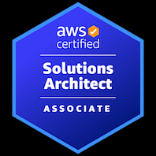 aws
certified
Solutions
Architect
ASSOCIATE